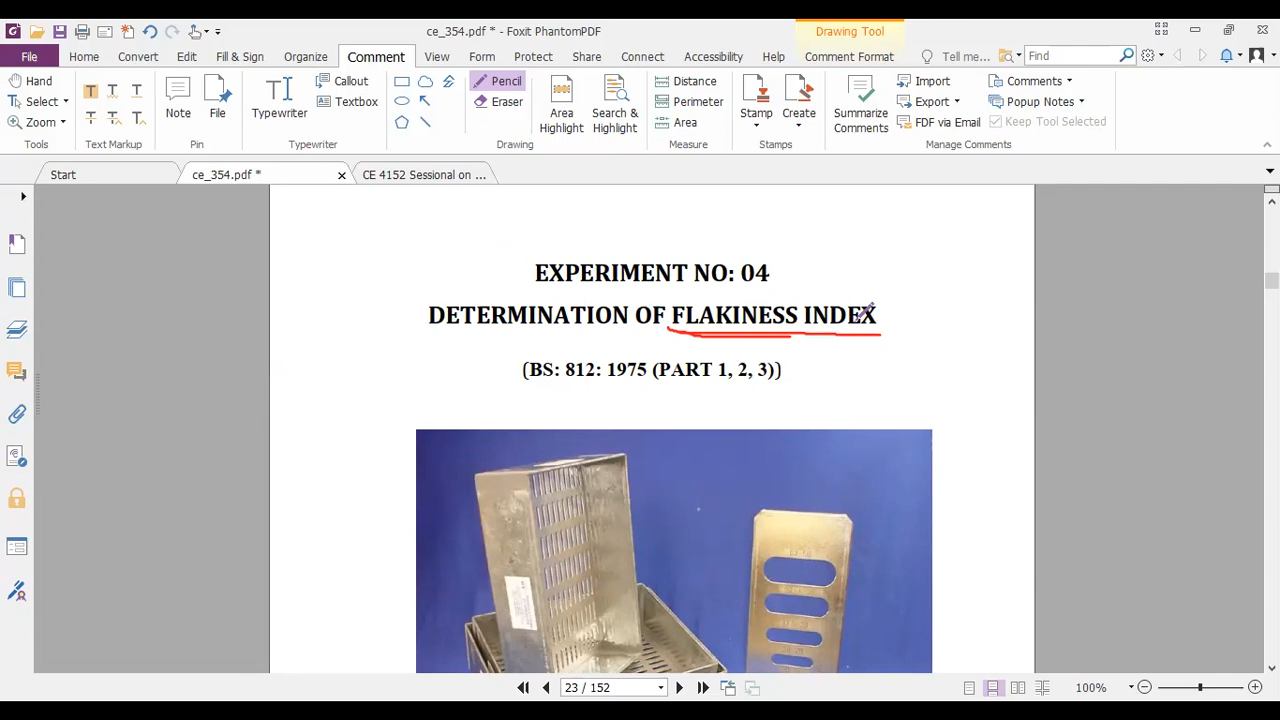 ce_354.pdf * - Foxit PhantomPDF
Drawing Tool
File Home Convert Edit Fill & Sign Organize Comment View Form Protect Share Connect Accessibility Help Comment Format Tell me... Find
Hand Callout Pencil Distance Import Comments
Select Textbox Eraser Perimeter Export Popup Notes
Zoom Note File Typewriter Area Highlight Search & Highlight Area Stamp Create Summarize Comments FDF via Email Keep Tool Selected
Tools Text Markup Pin Typewriter Drawing Measure Stamps Manage Comments
Start ce_354.pdf * CE 4152 Sessional on ...
EXPERIMENT NO: 04
DETERMINATION OF FLAKINESS INDEX
(BS: 812: 1975 (PART 1, 2, 3))
23 / 152 100%